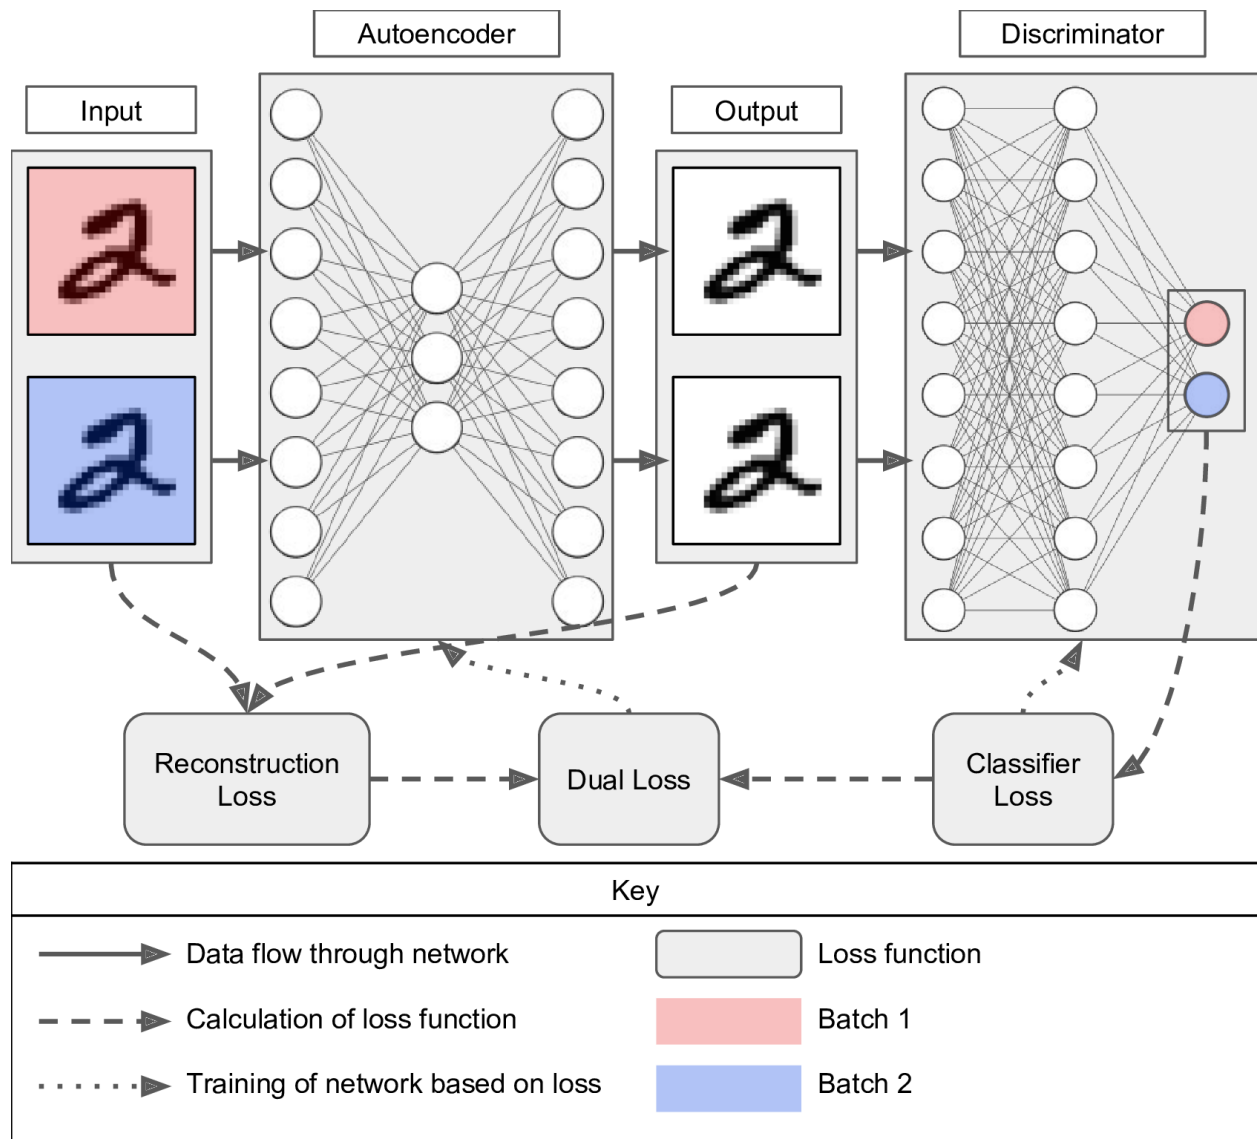 Autoencoder
Discriminator
Input
Output
Reconstruction
Loss
Dual Loss
Classifier
Loss
Key
Data flow through network
Loss function
Calculation of loss function
Batch 1
Training of network based on loss
Batch 2